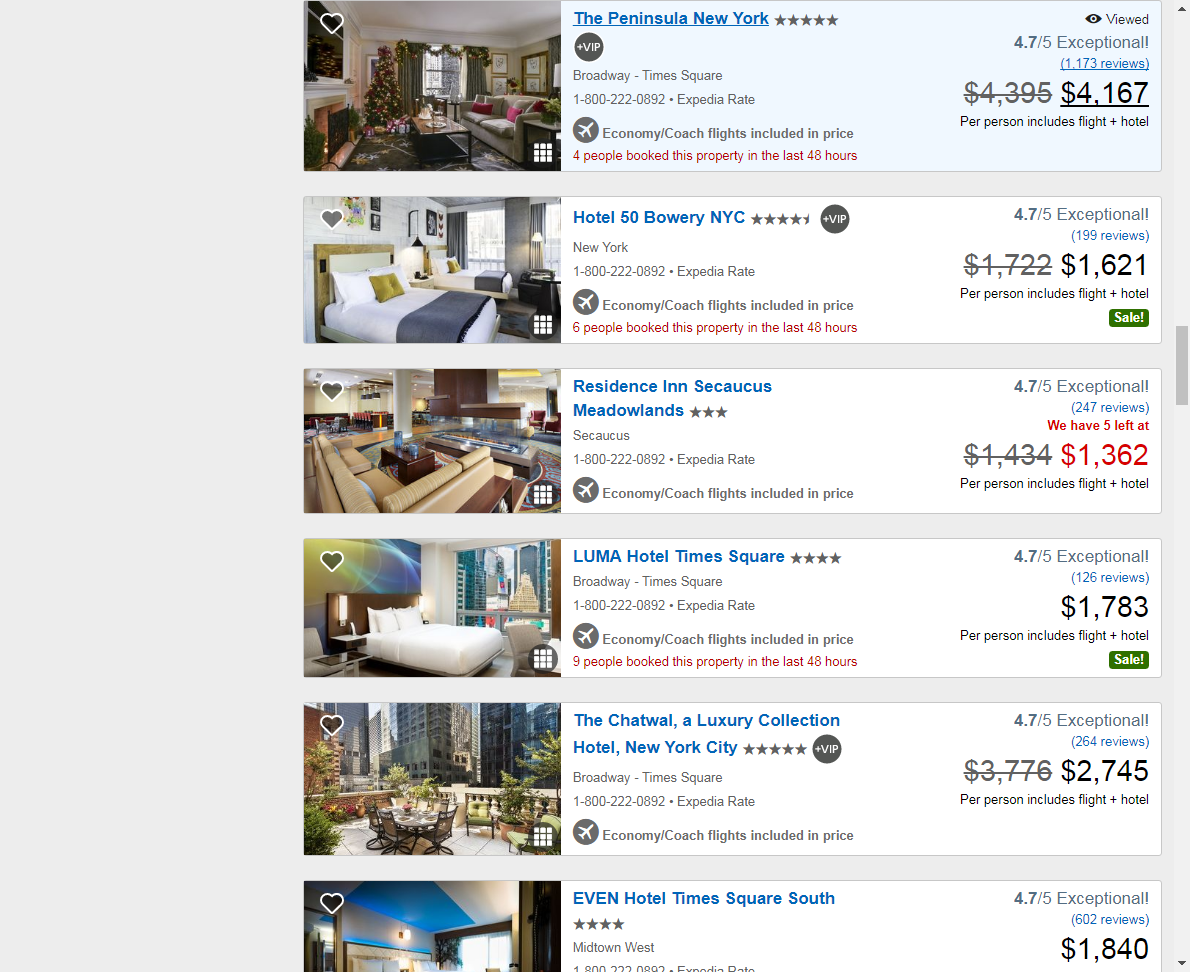 The Peninsula New York
Viewed
+VIP
4.7/5 Exceptional!
(1,173 reviews)
Broadway - Times Square
$4,395 $4,167
1-800-222-0892 • Expedia Rate
Per person includes flight + hotel
Economy/Coach flights included in price
4 people booked this property in the last 48 hours
Hotel 50 Bowery NYC +VIP
4.7/5 Exceptional!
(199 reviews)
New York
$1,722 $1,621
1-800-222-0892 • Expedia Rate
Per person includes flight + hotel
Economy/Coach flights included in price
Sale!
6 people booked this property in the last 48 hours
Residence Inn Secaucus
Meadowlands
4.7/5 Exceptional!
(247 reviews)
We have 5 left at
Secaucus
$1,434 $1,362
1-800-222-0892 • Expedia Rate
Per person includes flight + hotel
Economy/Coach flights included in price
LUMA Hotel Times Square
4.7/5 Exceptional!
(126 reviews)
Broadway - Times Square
$1,783
1-800-222-0892 • Expedia Rate
Per person includes flight + hotel
Economy/Coach flights included in price
Sale!
9 people booked this property in the last 48 hours
The Chatwal, a Luxury Collection
Hotel, New York City +VIP
4.7/5 Exceptional!
(264 reviews)
Broadway - Times Square
$3,776 $2,745
1-800-222-0892 • Expedia Rate
Per person includes flight + hotel
Economy/Coach flights included in price
EVEN Hotel Times Square South
4.7/5 Exceptional!
(602 reviews)
Midtown West
$1,840
1-800-222-0892 • Expedia Rate